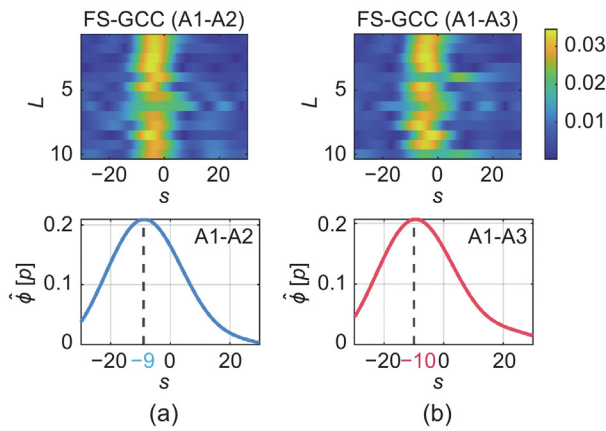 FS-GCC (A1-A2)
L
5
10
−20 0 20
s
FS-GCC (A1-A3)
5
10
−20 0 20
s
0.03
0.02
0.01
ϕ̂ [p]
0.2
0.1
0
A1-A2
−20 −9 0 20
s
(a)
ϕ̂ [p]
0.2
0.1
0
A1-A3
−20 −10 0 20
s
(b)